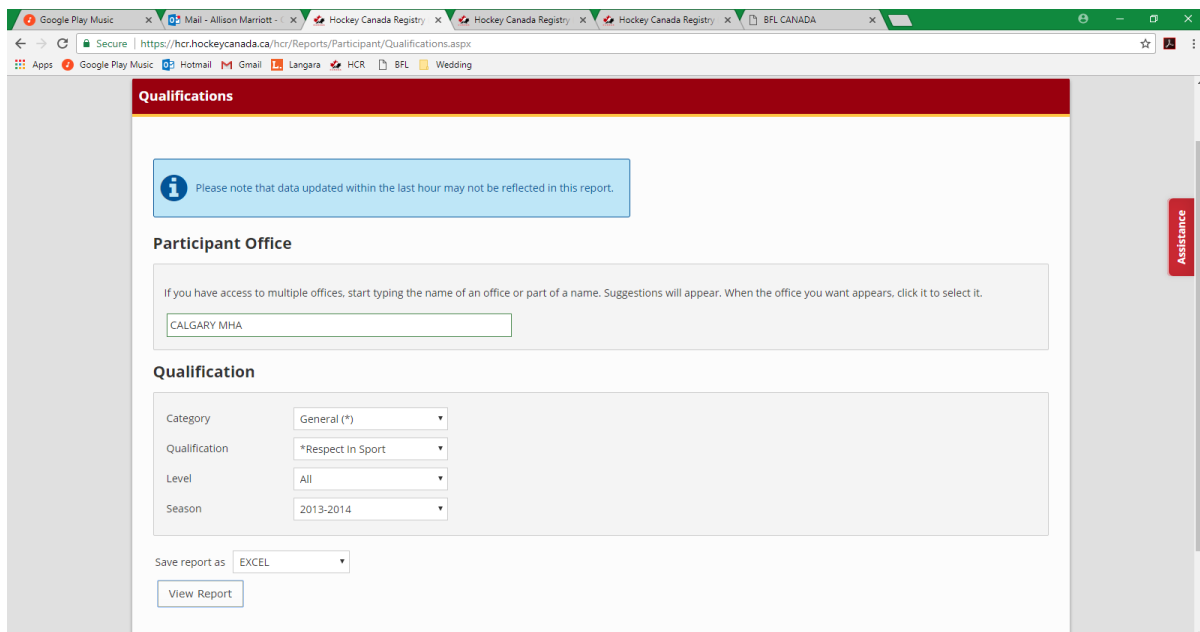 Google Play Music
Mail - Allison Marriott -
Hockey Canada Registry
Hockey Canada Registry
Hockey Canada Registry
BFL CANADA
Secure | https://hcr.hockeycanada.ca/hcr/Reports/Participant/Qualifications.aspx
Apps Google Play Music Hotmail Gmail Langara HCR BFL Wedding
Qualifications
Please note that data updated within the last hour may not be reflected in this report.
Assistance
Participant Office
If you have access to multiple offices, start typing the name of an office or part of a name. Suggestions will appear. When the office you want appears, click it to select it.
CALGARY MHA
Qualification
Category General (*)
Qualification *Respect In Sport
Level All
Season 2013-2014
Save report as EXCEL
View Report